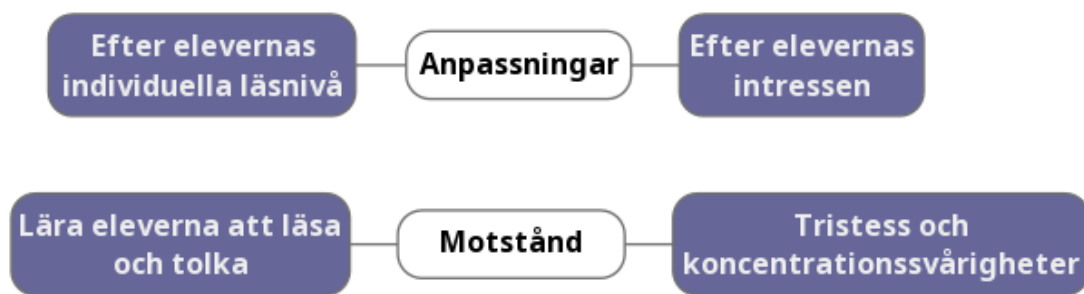 Efter elevernas
individuella läsnivå
Anpassningar
Efter elevernas
intressen
Lära eleverna att läsa
och tolka
Motstånd
Tristess och
koncentrationssvårigheter